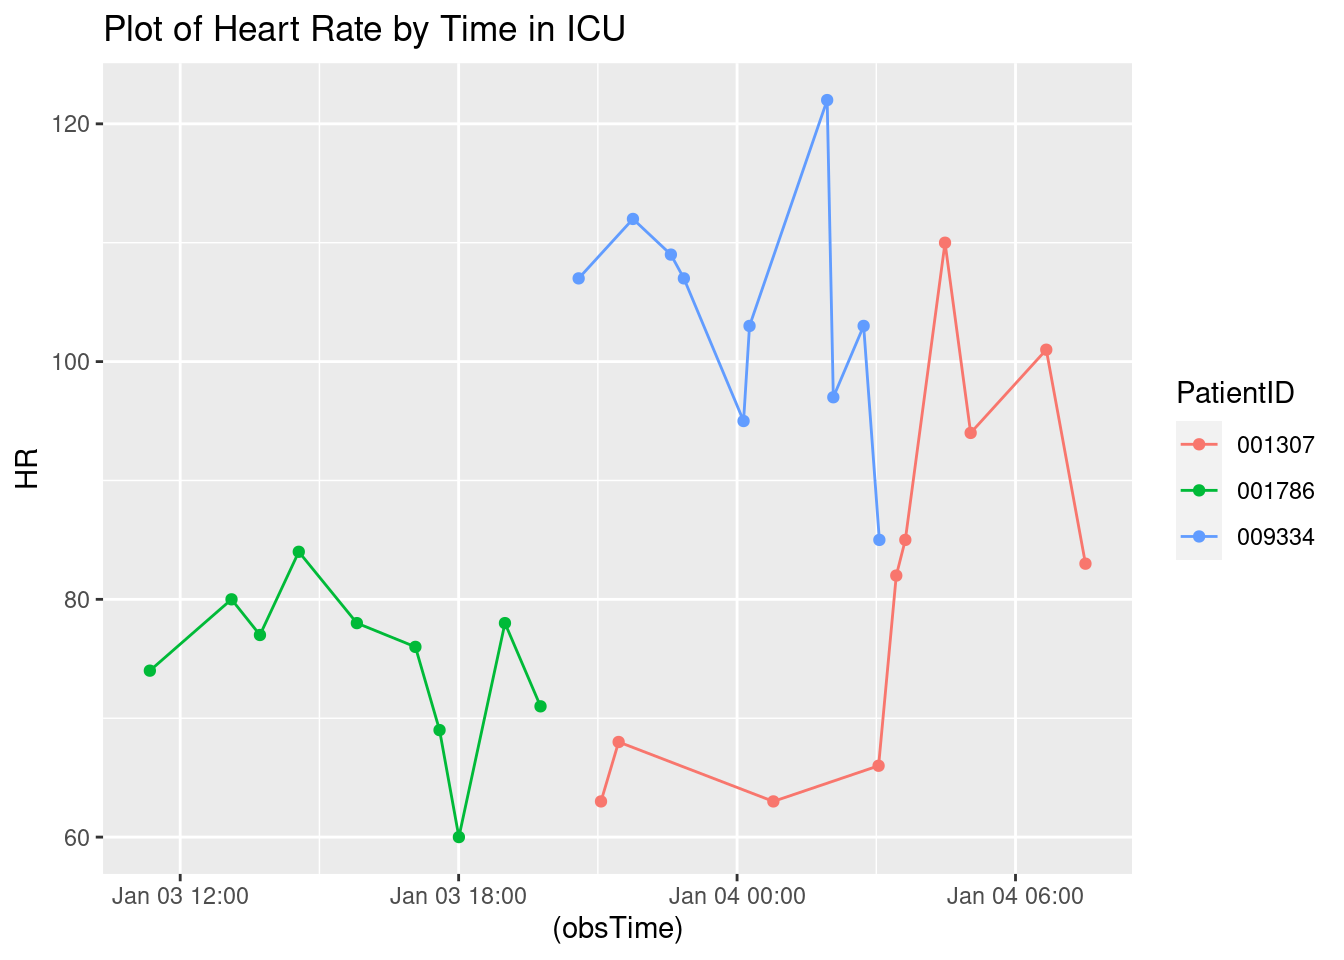 Plot of Heart Rate by Time in ICU
120
100
80
60
HR
Jan 03 12:00 Jan 03 18:00 Jan 04 00:00 Jan 04 06:00
(obsTime)
PatientID
001307
001786
009334